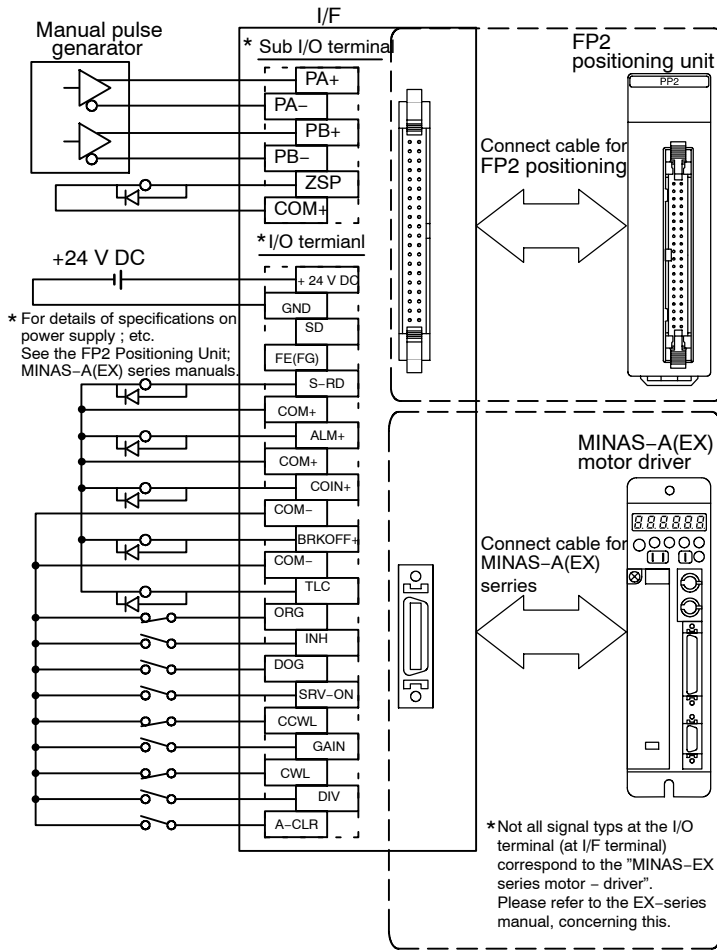 I/F
Manual pulse
genarator
* Sub I/O terminal
PA+
PA−
PB+
PB−
ZSP
COM+
* I/O termianl
+24 V DC
+ 24 V DC
GND
SD
* For details of specifications on
power supply ; etc.
See the FP2 Positioning Unit;
MINAS−A(EX) series manuals.
FE(FG)
S−RD
COM+
ALM+
COM+
COIN+
COM−
BRKOFF+
COM−
TLC
ORG
INH
DOG
SRV−ON
CCWL
GAIN
CWL
DIV
A−CLR
FP2
positioning unit
PP2
Connect cable for
FP2 positioning
MINAS−A(EX)
motor driver
8.8.8.8.8.8.
Connect cable for
MINAS−A(EX)
serries
* Not all signal typs at the I/O
terminal (at I/F terminal)
correspond to the ”MINAS−EX
series motor − driver”.
Please refer to the EX−series
manual, concerning this.